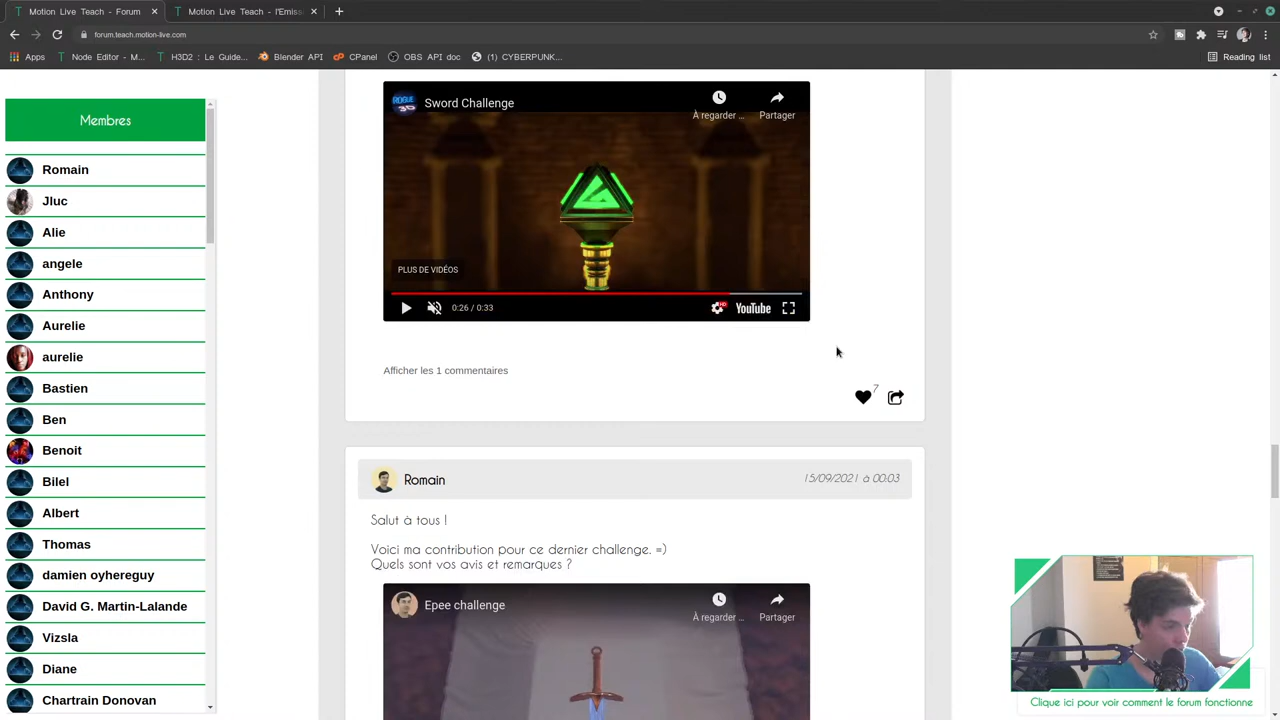 Motion Live Teach - Forum
Motion Live Teach - l'Emiss
forum.teach.motion-live.com
Apps
Node Editor - M...
H3D2 : Le Guide...
Blender API
CPanel
OBS API doc
(1) CYBERPUNK...
Reading list
Membres
Romain
Jluc
Alie
angele
Anthony
Aurelie
aurelie
Bastien
Ben
Benoit
Bilel
Albert
Thomas
damien oyhereguy
David G. Martin-Lalande
Vizsla
Diane
Chartrain Donovan
ROGUE 3D
Sword Challenge
À regarder ...
Partager
PLUS DE VIDÉOS
0:26 / 0:33
HD
YouTube
Afficher les 1 commentaires
7
Romain
15/09/2021 à 00:03
Salut à tous !
Voici ma contribution pour ce dernier challenge. =)
Quels sont vos avis et remarques ?
Epee challenge
À regarder ...
Partager
Clique ici pour voir comment le forum fonctionne